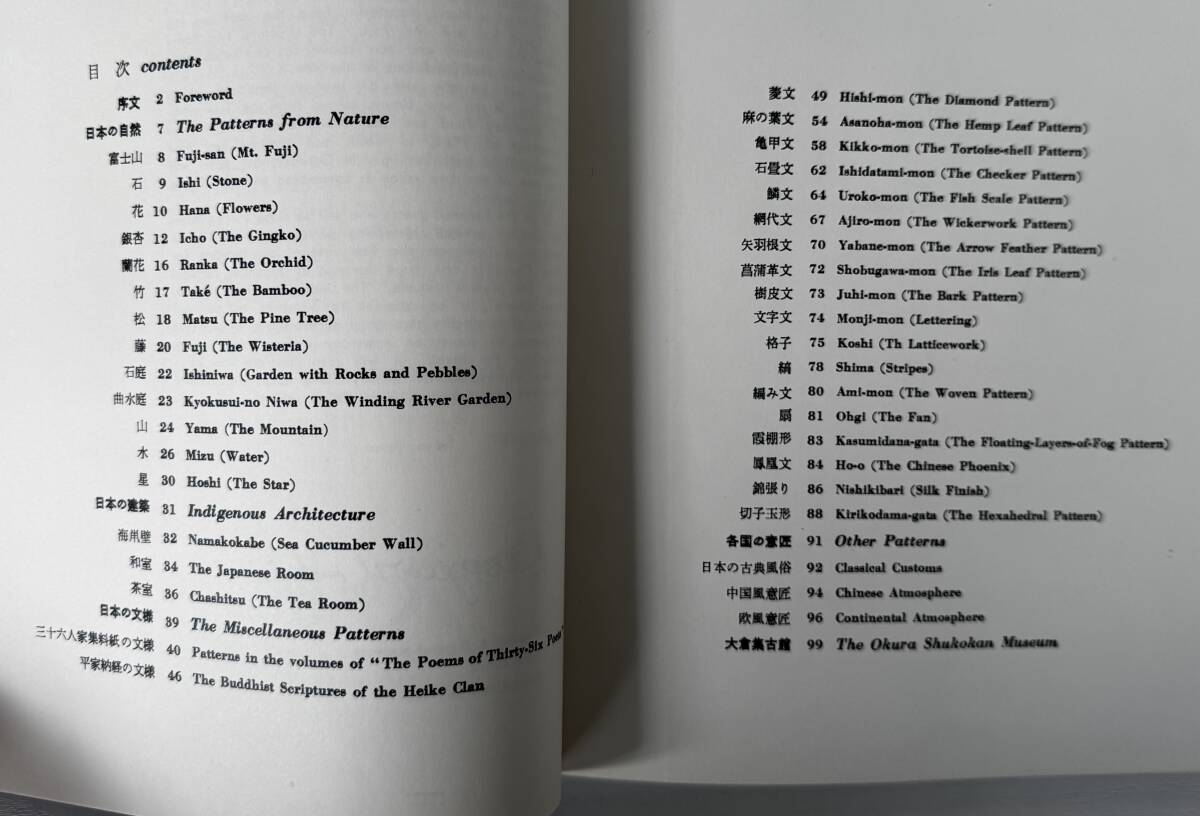 目 次 contents
序文 2 Foreword
日本の自然 7 The Patterns from Nature
富士山 8 Fuji-san (Mt. Fuji)
石 9 Ishi (Stone)
花 10 Hana (Flowers)
銀杏 12 Icho (The Gingko)
蘭花 16 Ranka (The Orchid)
竹 17 Také (The Bamboo)
松 18 Matsu (The Pine Tree)
藤 20 Fuji (The Wisteria)
石庭 22 Ishiniwa (Garden with Rocks and Pebbles)
曲水庭 23 Kyokusui-no Niwa (The Winding River Garden)
山 24 Yama (The Mountain)
水 26 Mizu (Water)
星 30 Hoshi (The Star)
日本の建築 31 Indigenous Architecture
海鼡壁 32 Namakokabe (Sea Cucumber Wall)
和室 34 The Japanese Room
茶室 36 Chashitsu (The Tea Room)
日本の文様 39 The Miscellaneous Patterns
三十六人家集料紙の文様 40 Patterns in the volumes of "The Poems of Thirty-Six
平家納経の文様 46 The Buddhist Scriptures of the Heike Clan
菱文 49 Hishi-mon (The Diamond Pattern)
麻の葉文 54 Asanoha-mon (The Hemp Leaf Pattern)
亀甲文 58 Kikko-mon (The Tortoise-shell Pattern)
石畳文 62 Ishidatami-mon (The Checker Pattern)
鱗文 64 Uroko-mon (The Fish Scale Pattern)
網代文 67 Ajiro-mon (The Wickerwork Pattern)
矢羽根文 70 Yabane-mon (The Arrow Feather Pattern)
菖蒲革文 72 Shobugawa-mon (The Iris Leaf Pattern)
樹皮文 73 Juhi-mon (The Bark Pattern)
文字文 74 Monji-mon (Lettering)
格子 75 Koshi (Th Latticework)
縞 78 Shima (Stripes)
編み文 80 Ami-mon (The Woven Pattern)
扇 81 Ohgi (The Fan)
霞棚形 83 Kasumidana-gata (The Floating-Layers-of-Fog Pattern)
鳳凰文 84 Ho-o (The Chinese Phoenix)
錦張り 86 Nishikibari (Silk Finish)
切子玉形 88 Kirikodama-gata (The Hexahedral Pattern)
各国の意匠 91 Other Patterns
日本の古典風俗 92 Classical Customs
中国風意匠 94 Chinese Atmosphere
欧風意匠 96 Continental Atmosphere
大倉集古館 99 The Okura Shukokan Museum